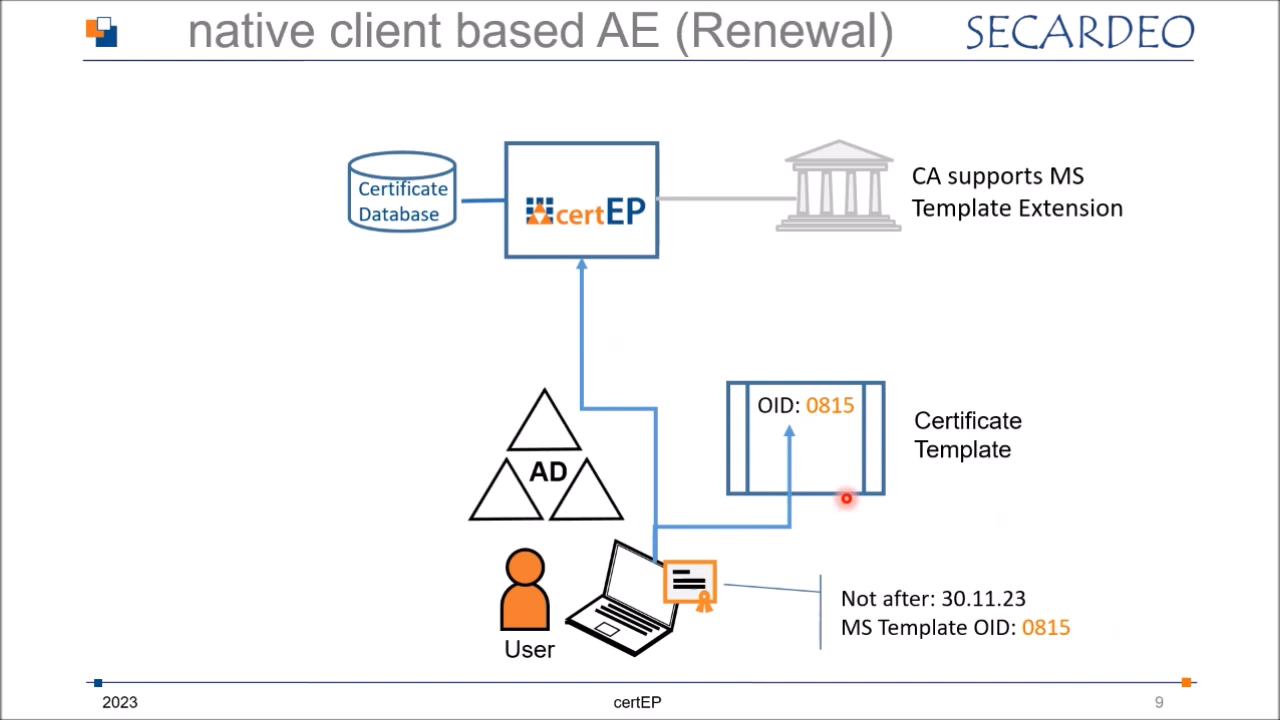 native client based AE (Renewal)
SECARDEO
Certificate
Database
certEP
CA supports MS
Template Extension
OID: 0815
Certificate
Template
AD
User
Not after: 30.11.23
MS Template OID: 0815
2023
certEP
9